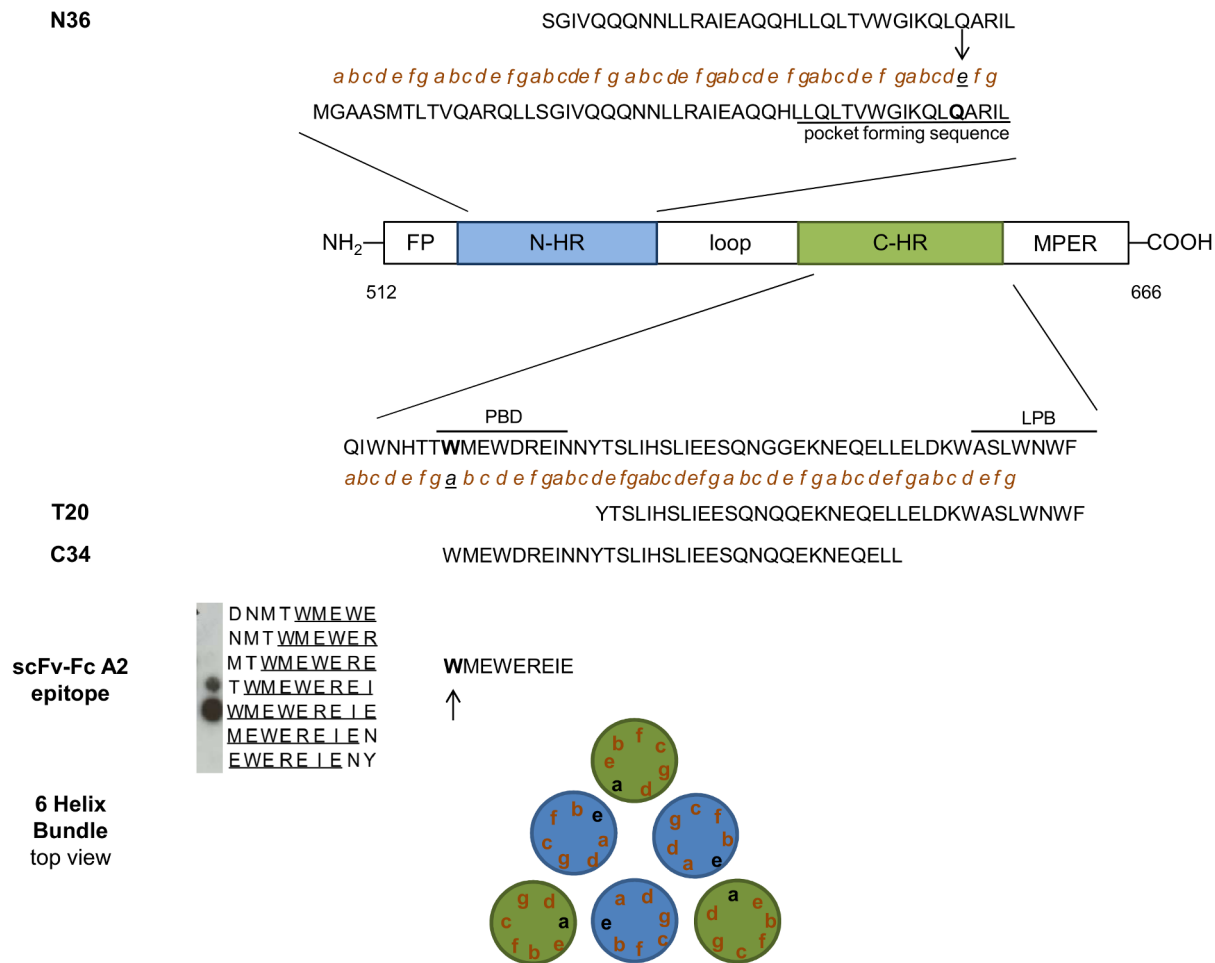 N36 SGIVQQQNNLLRAIEAQQHLLQLTVWGIKQLQARIL
a b c d e f g a b c d e f g a b c d e f g a b c d e f g a b c d e f g a b c d e f g a b c d e f g
MGAASMTLTVQARQLLSGIVQQQNNLLRAIEAQQHLLQLTVWGIKQLQARIL
pocket forming sequence
NH2 FP N-HR loop C-HR MPER COOH
512 666
PBD LPB
QIWNHTTWMEWDREINNYTSLIHSLIEESQNGGEKNEQELLELDKWASLWNWF
a b c d e f g a b c d e f g a b c d e f g a b c d e f g a b c d e f g a b c d e f g a b c d e f g
T20 YTSLIHSLIEESQNQQEKNEQELLELDKWASLWNWF
C34 WMEWDREINNYTSLIHSLIEESQNQQEKNEQELL
DNMTWMEWE
NMTWMEWER
scFv-Fc A2 MTWMEWERE WMEWEREIE
epitope TWMEWEREI
WMEWEREIE
MEWEREIEN
EWEREIENY
6 Helix
Bundle
top view
b f c
e g
a d
f b e g c f
c a d b
g d a e
g d a d a e
c a e g d b
f b e b f c g c f